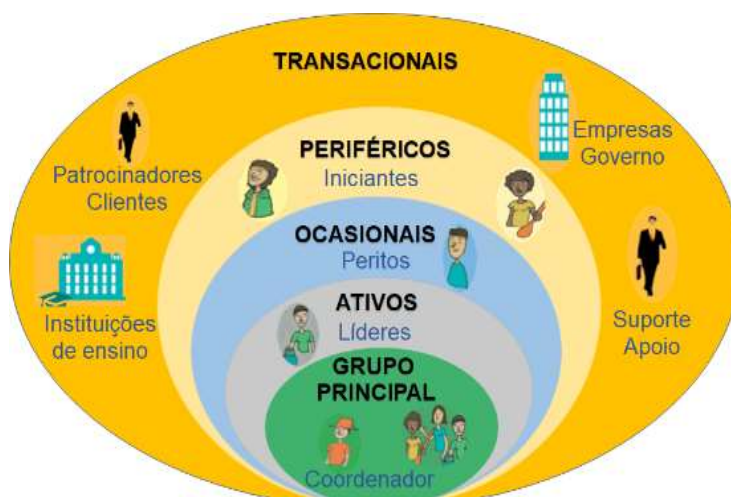 TRANSACIONAIS
Patrocinadores
Clientes
Empresas
Governo
PERIFÉRICOS
Iniciantes
OCASIONAIS
Peritos
ATIVOS
Líderes
Instituições
de ensino
Suporte
Apoio
GRUPO
PRINCIPAL
Coordenador